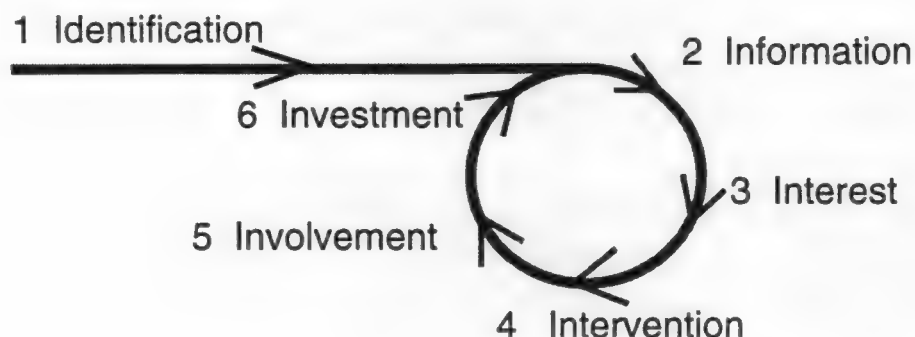 1 Identification
2 Information
6 Investment
3 Interest
5 Involvement
4 Intervention